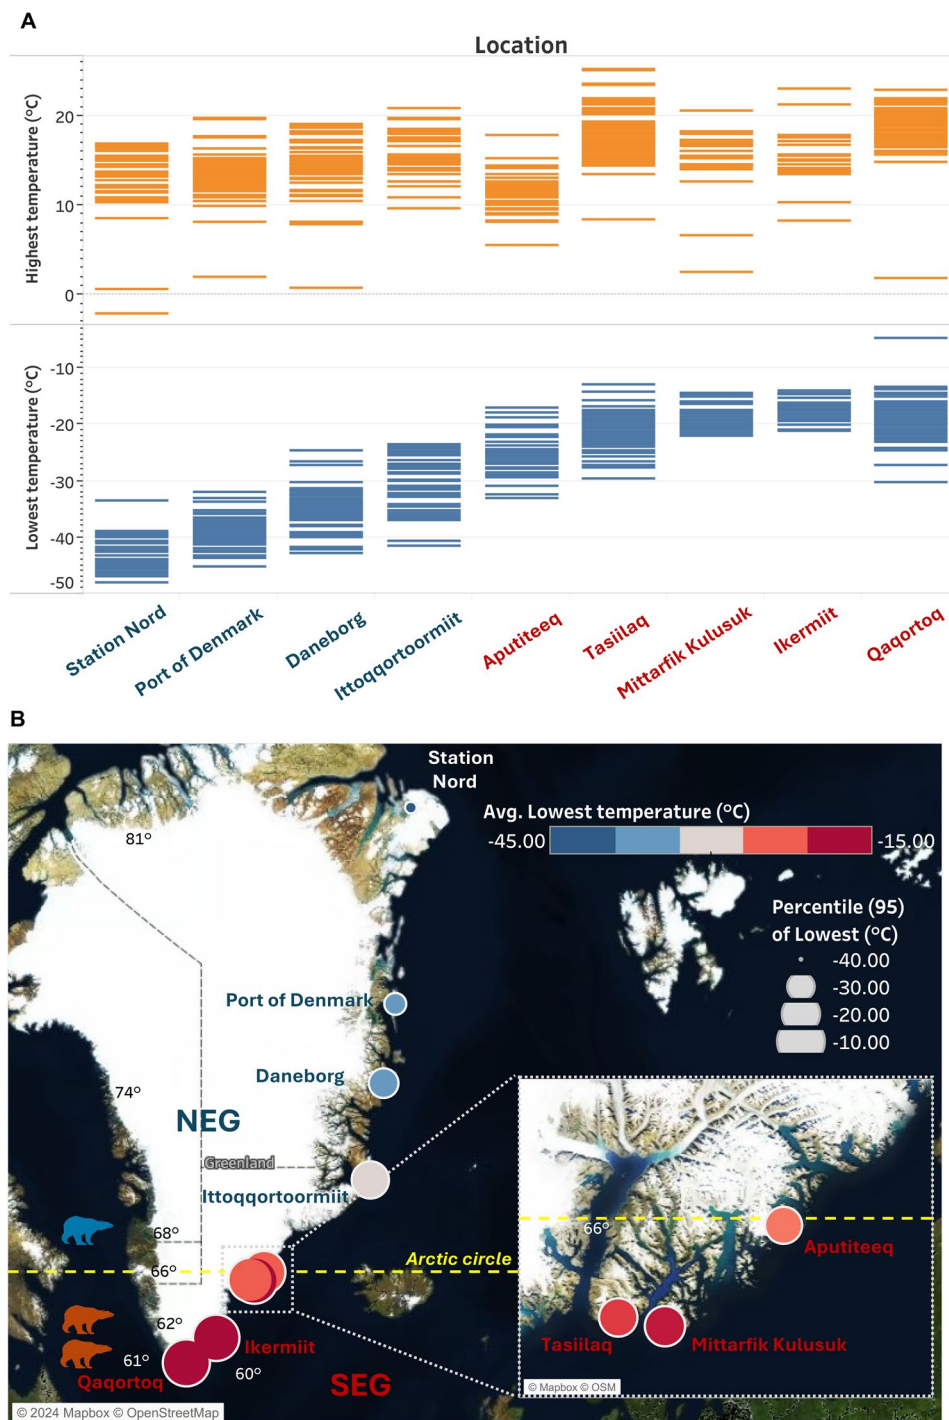 A
Location
Highest temperature (°C)
20
10
0
Lowest temperature (°C)
-10
-20
-30
-40
-50
Station Nord
Port of Denmark
Daneborg
Ittoqqortoormiit
Aputiteeq
Tasiilaq
Mittarfik Kulusuk
Ikermiit
Qaqortoq
B
Station
Nord
Avg. Lowest temperature (°C)
-45.00
-15.00
81°
Percentile (95)
of Lowest (°C)
-40.00
-30.00
-20.00
-10.00
Port of Denmark
Daneborg
74°
NEG
Greenland
Ittoqqortoormiit
68°
66°
Arctic circle
62°
61°
60°
Ikermiit
Qaqortoq
SEG
66°
Aputiteeq
Tasiilaq
Mittarfik Kulusuk
© Mapbox © OSM
© 2024 Mapbox © OpenStreetMap